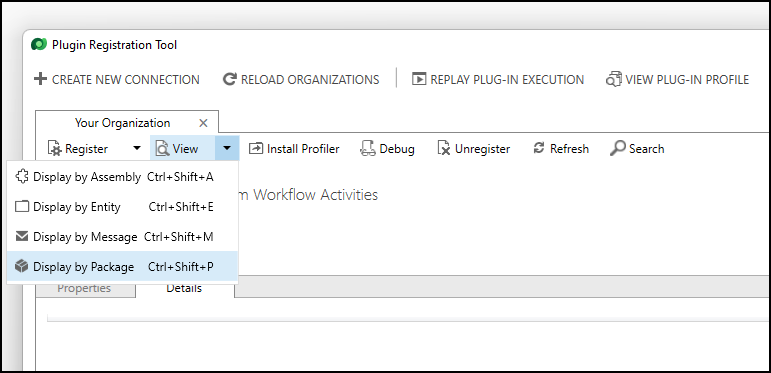 Plugin Registration Tool
CREATE NEW CONNECTION RELOAD ORGANIZATIONS REPLAY PLUG-IN EXECUTION VIEW PLUG-IN PROFILE
Your Organization
Register View Install Profiler Debug Unregister Refresh Search
Display by Assembly Ctrl+Shift+A
m Workflow Activities
Display by Entity Ctrl+Shift+E
Display by Message Ctrl+Shift+M
Display by Package Ctrl+Shift+P
Properties Details